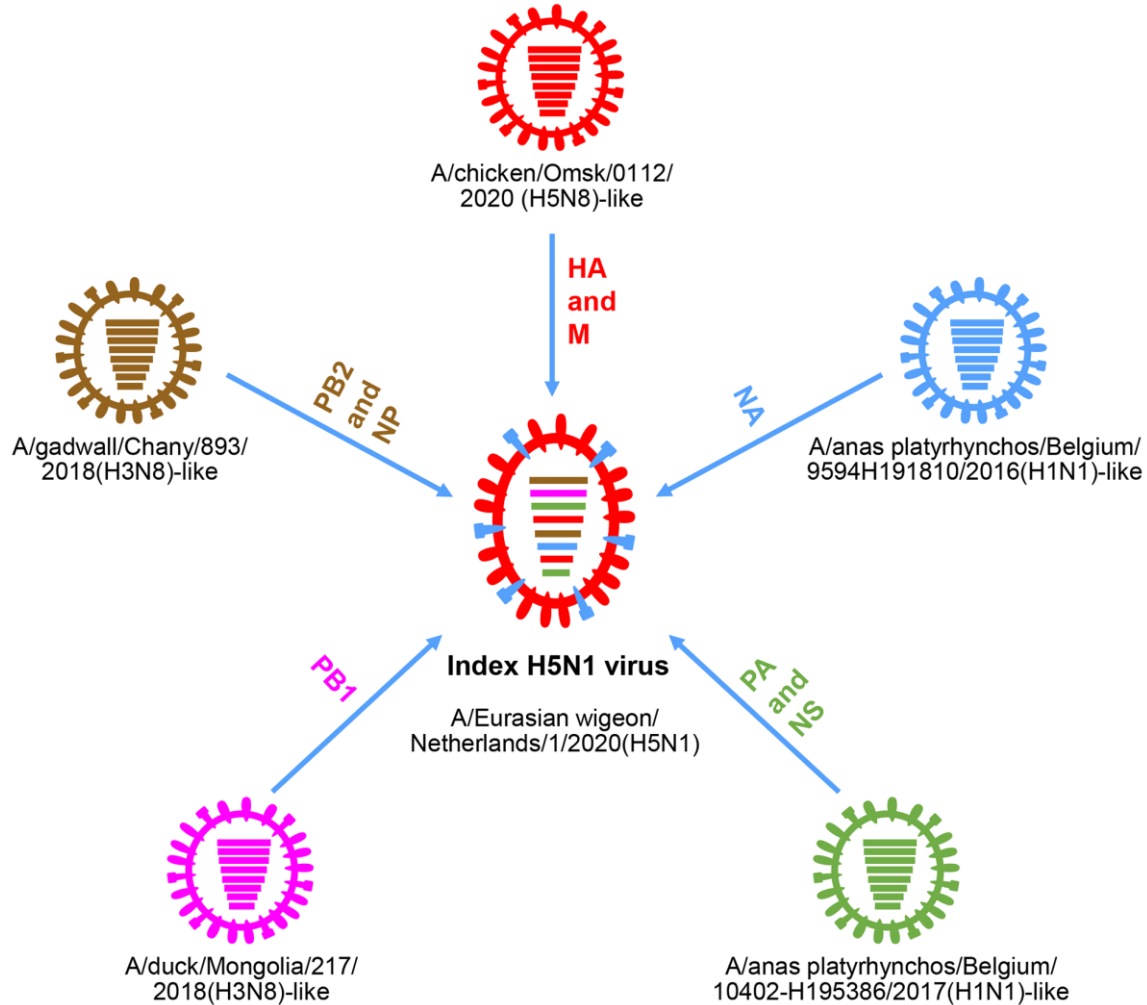 A/chicken/Omsk/0112/
2020 (H5N8)-like
HA
and
M
PB2
and
NP
NA
A/gadwall/Chany/893/
2018(H3N8)-like
A/anas platyrhynchos/Belgium/
9594H191810/2016(H1N1)-like
Index H5N1 virus
A/Eurasian wigeon/
Netherlands/1/2020(H5N1)
PB1
PA
and
NS
A/duck/Mongolia/217/
2018(H3N8)-like
A/anas platyrhynchos/Belgium/
10402-H195386/2017(H1N1)-like